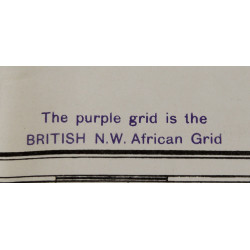 The purple grid is the
BRITISH N.W. African Grid